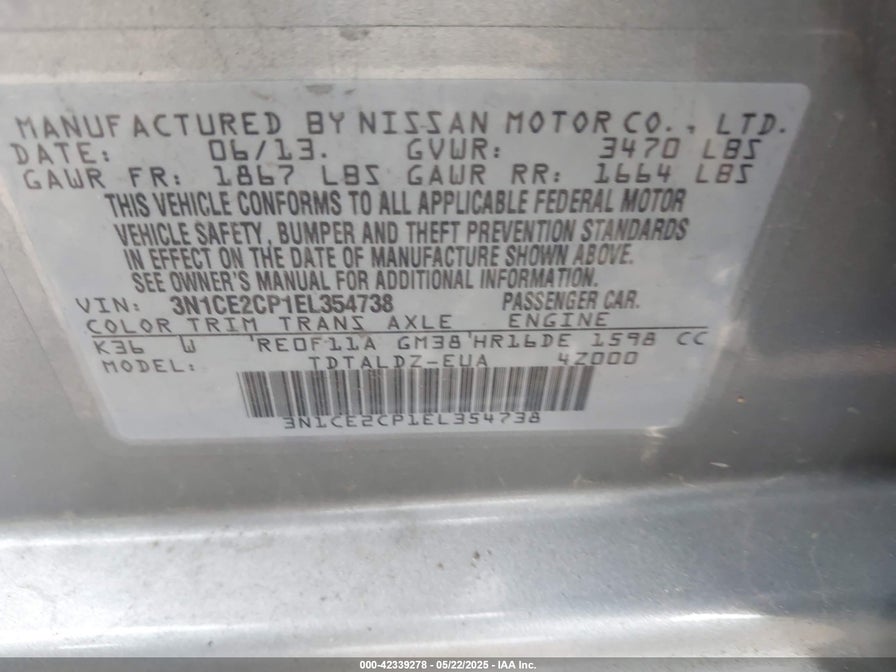 MANUFACTURED BY NISSAN MOTOR CO., LTD.
DATE: 06/13. GVWR: 3470 LBS
GAWR FR: 1867 LBS GAWR RR: 1664 LBS
THIS VEHICLE CONFORMS TO ALL APPLICABLE FEDERAL MOTOR
VEHICLE SAFETY, BUMPER AND THEFT PREVENTION STANDARDS
IN EFFECT ON THE DATE OF MANUFACTURE SHOWN ABOVE.
SEE OWNER'S MANUAL FOR ADDITIONAL INFORMATION.
VIN: 3N1CE2CP1EL354738 PASSENGER CAR.
COLOR TRIM TRANS AXLE ENGINE
K36 W 'RE0F11A GM38'HR16DE 1598 CC
MODEL: TDTALDZ-EUA 4Z000
3N1CE2CP1EL354738
000-42339278 - 05/22/2025 - IAA Inc.